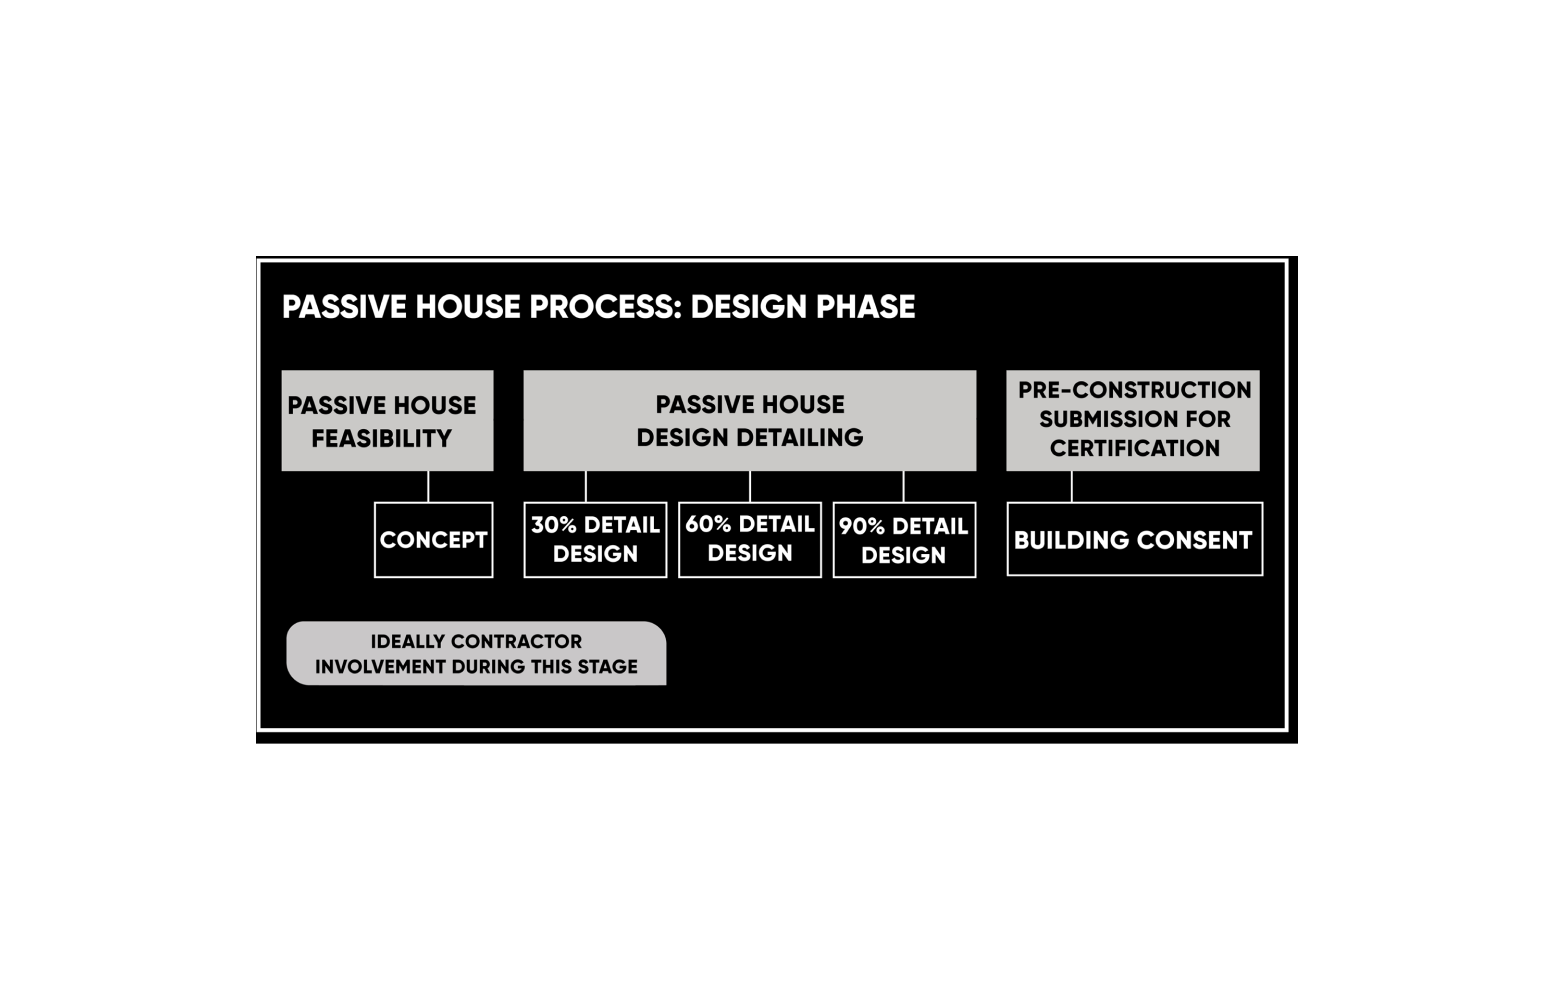 PASSIVE HOUSE PROCESS: DESIGN PHASE
PASSIVE HOUSE
FEASIBILITY
PASSIVE HOUSE
DESIGN DETAILING
PRE-CONSTRUCTION
SUBMISSION FOR
CERTIFICATION
CONCEPT
30% DETAIL
DESIGN
60% DETAIL
DESIGN
90% DETAIL
DESIGN
BUILDING CONSENT
IDEALLY CONTRACTOR
INVOLVEMENT DURING THIS STAGE